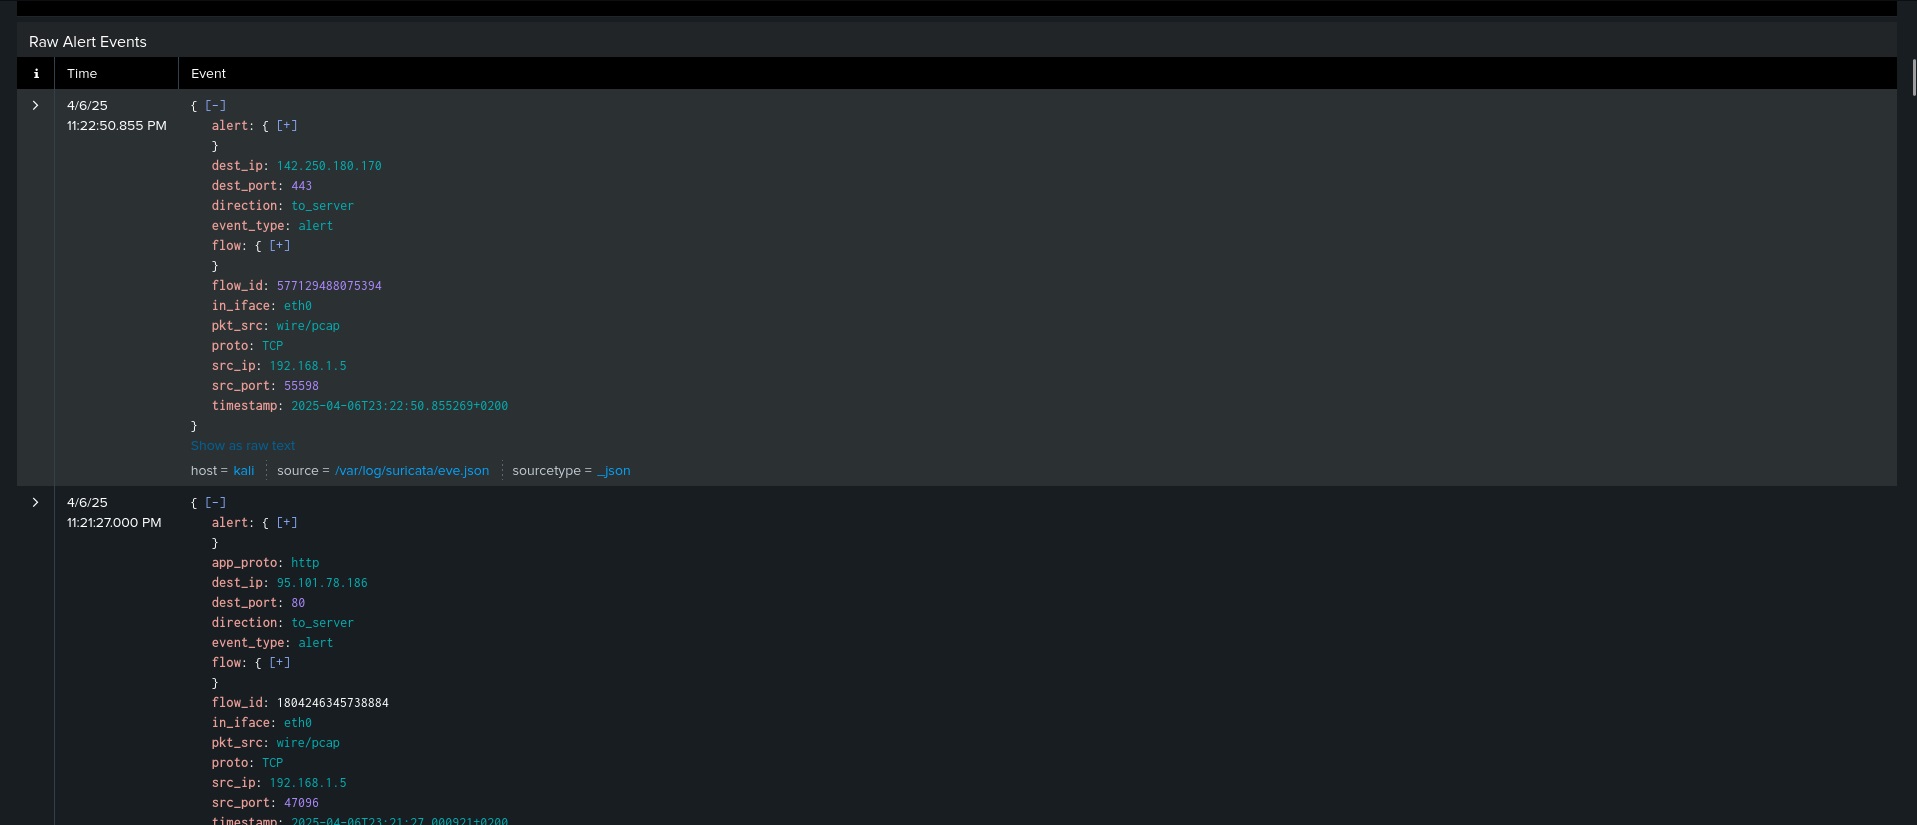 Raw Alert Events
i Time Event
4/6/25
11:22:50.855 PM
{ [-]
alert: { [+]
}
dest_ip: 142.250.180.170
dest_port: 443
direction: to_server
event_type: alert
flow: { [+]
}
flow_id: 577129488075394
in_iface: eth0
pkt_src: wire/pcap
proto: TCP
src_ip: 192.168.1.5
src_port: 55598
timestamp: 2025-04-06T23:22:50.855269+0200
}
Show as raw text
host = kali source = /var/log/suricata/eve.json sourcetype = _json
4/6/25
11:21:27.000 PM
{ [-]
alert: { [+]
}
app_proto: http
dest_ip: 95.101.78.186
dest_port: 80
direction: to_server
event_type: alert
flow: { [+]
}
flow_id: 1804246345738884
in_iface: eth0
pkt_src: wire/pcap
proto: TCP
src_ip: 192.168.1.5
src_port: 47096
timestamp: 2025-04-06T23:21:27.000921+0200